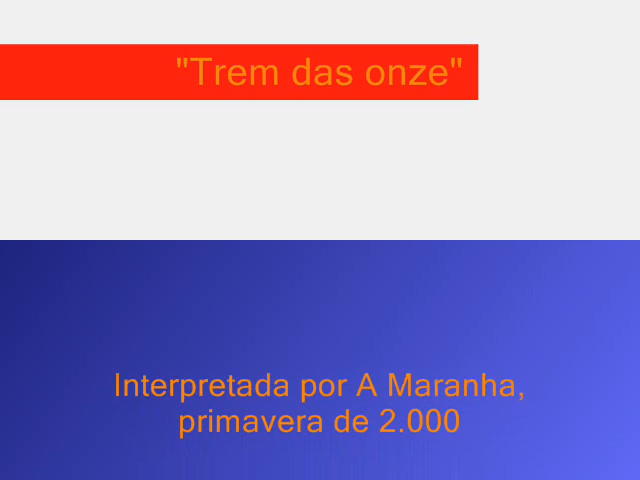 "Trem das onze"
Interpretada por A Maranha,
primavera de 2.000